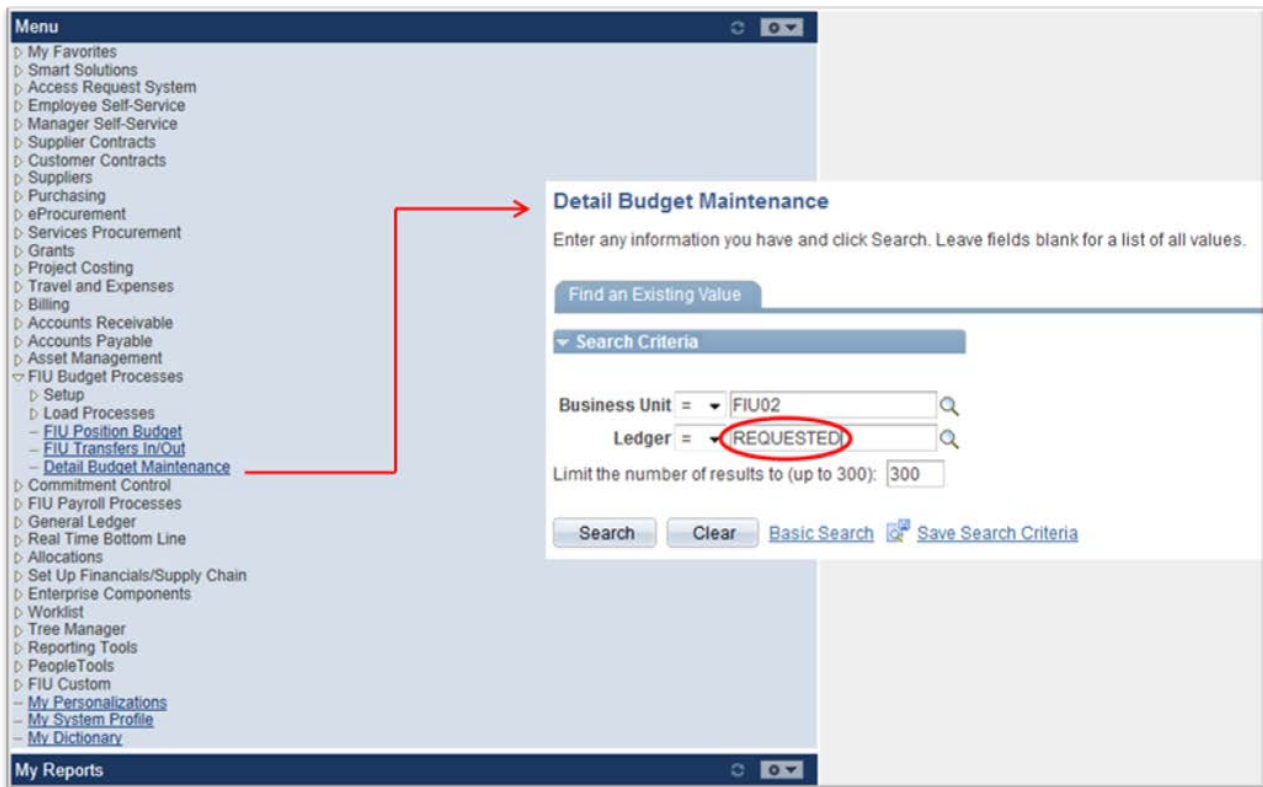 Menu
My Favorites
Smart Solutions
Access Request System
Employee Self-Service
Manager Self-Service
Supplier Contracts
Customer Contracts
Suppliers
Purchasing
eProcurement
Services Procurement
Grants
Project Costing
Travel and Expenses
Billing
Accounts Receivable
Accounts Payable
Asset Management
FIU Budget Processes
Setup
Load Processes
FIU Position Budget
FIU Transfers In/Out
Detail Budget Maintenance
Commitment Control
FIU Payroll Processes
General Ledger
Real Time Bottom Line
Allocations
Set Up Financials/Supply Chain
Enterprise Components
Worklist
Tree Manager
Reporting Tools
PeopleTools
FIU Custom
My Personalizations
My System Profile
My Dictionary
My Reports
Detail Budget Maintenance
Enter any information you have and click Search. Leave fields blank for a list of all values.
Find an Existing Value
Search Criteria
Business Unit = FIU02
Ledger = REQUESTED
Limit the number of results to (up to 300): 300
Search Clear Basic Search Save Search Criteria